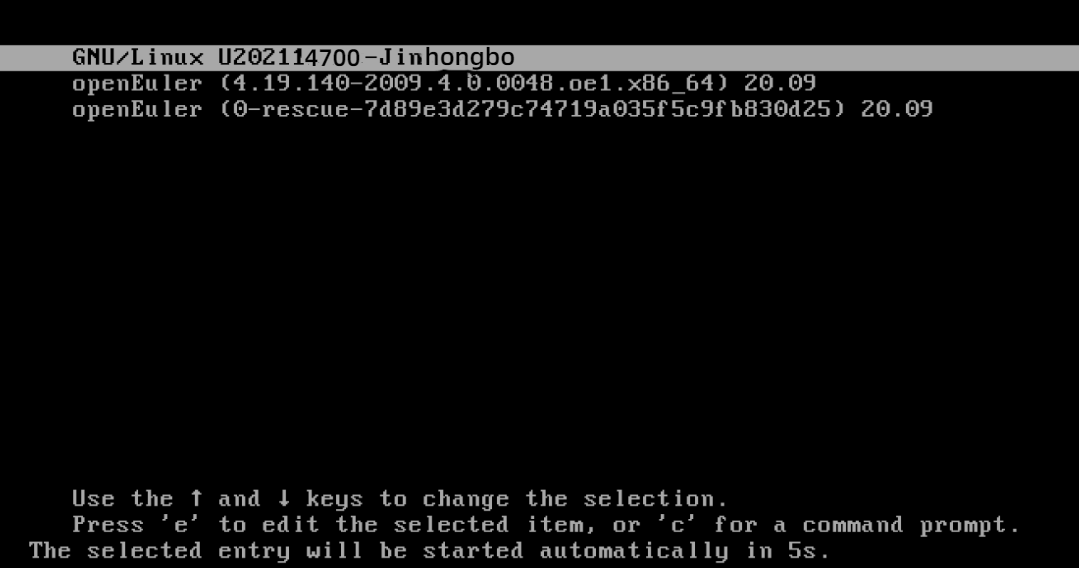 GNU/Linux U202114700-Jinhongbo
openEuler (4.19.140-2009.4.0.0048.oe1.x86_64) 20.09
openEuler (0-rescue-7d89e3d279c74719a035f5c9fb830d25) 20.09
Use the ↑ and ↓ keys to change the selection.
Press 'e' to edit the selected item, or 'c' for a command prompt.
The selected entry will be started automatically in 5s.